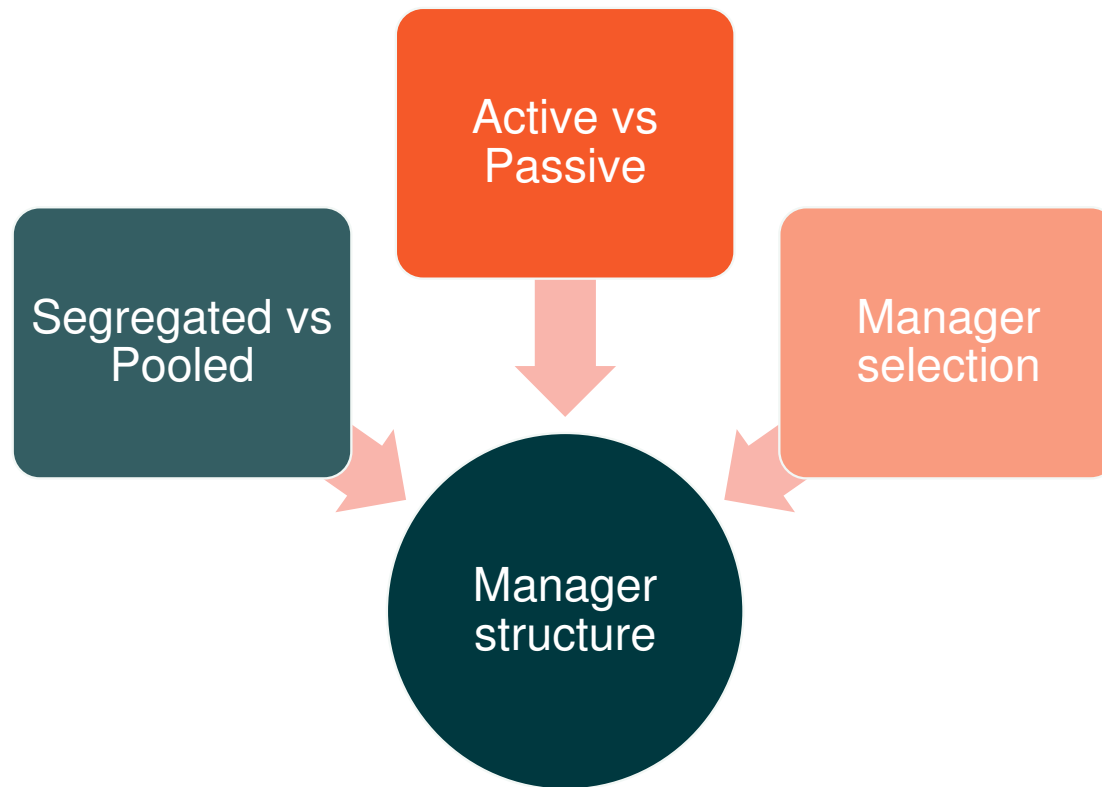 Active vs
Passive
Segregated vs
Pooled
Manager
selection
Manager
structure